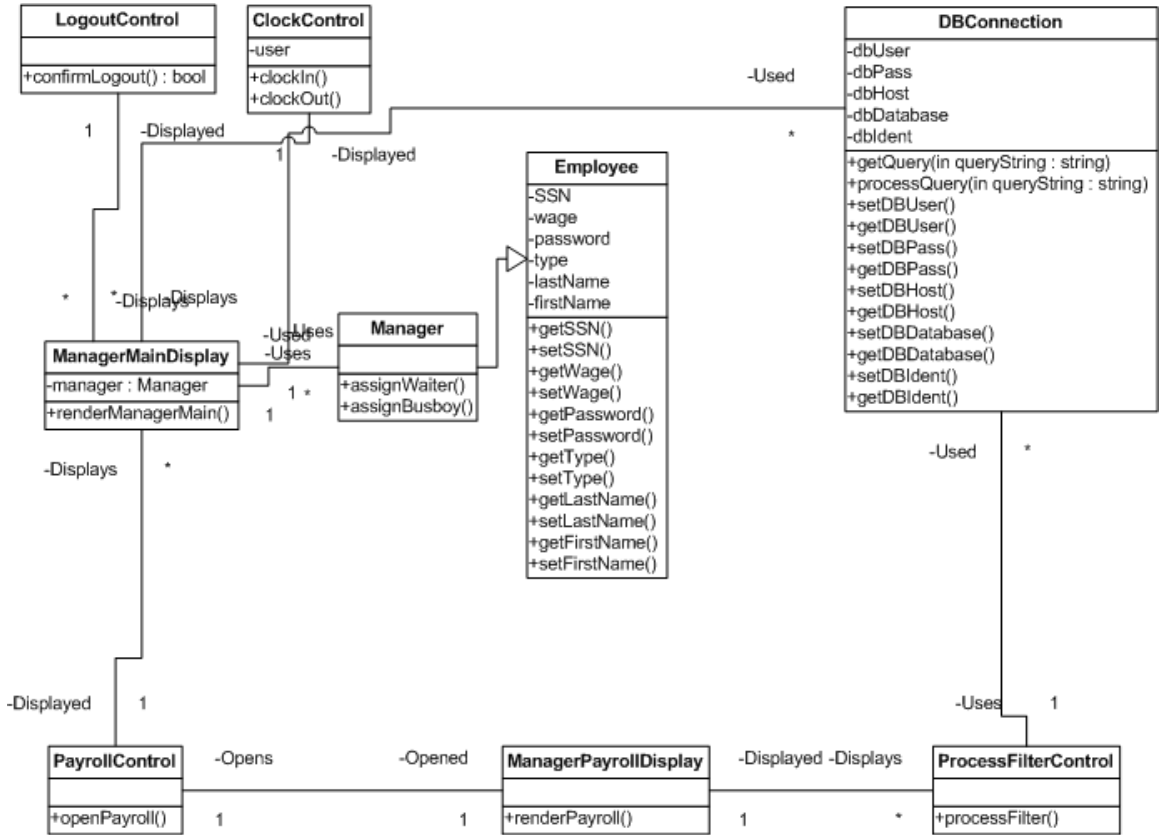 LogoutControl
+confirmLogout() : bool
ClockControl
-user
+clockIn()
+clockOut()
DBConnection
-dbUser
-dbPass
-dbHost
-dbDatabase
-dbIdent
+getQuery(in queryString : string)
+processQuery(in queryString : string)
+setDBUser()
+getDBUser()
+setDBPass()
+getDBPass()
+setDBHost()
+getDBHost()
+setDBDatabase()
+getDBDatabase()
+setDBIdent()
+getDBIdent()
-Used
*
1
-Displayed
1
-Displayed
Employee
-SSN
-wage
-password
-type
-lastName
-firstName
+getSSN()
+setSSN()
+getWage()
+setWage()
+getPassword()
+setPassword()
+getType()
+setType()
+getLastName()
+setLastName()
+getFirstName()
+setFirstName()
*
*
-Displays
-Displays
-Used
-Uses
-Uses
Manager
+assignWaiter()
+assignBusboy()
ManagerMainDisplay
-manager : Manager
+renderManagerMain()
1
*
1
-Displays
*
-Used
*
-Displayed
1
-Uses
1
PayrollControl
+openPayroll()
-Opens
-Opened
1
1
ManagerPayrollDisplay
+renderPayroll()
-Displayed
-Displays
1
*
ProcessFilterControl
+processFilter()